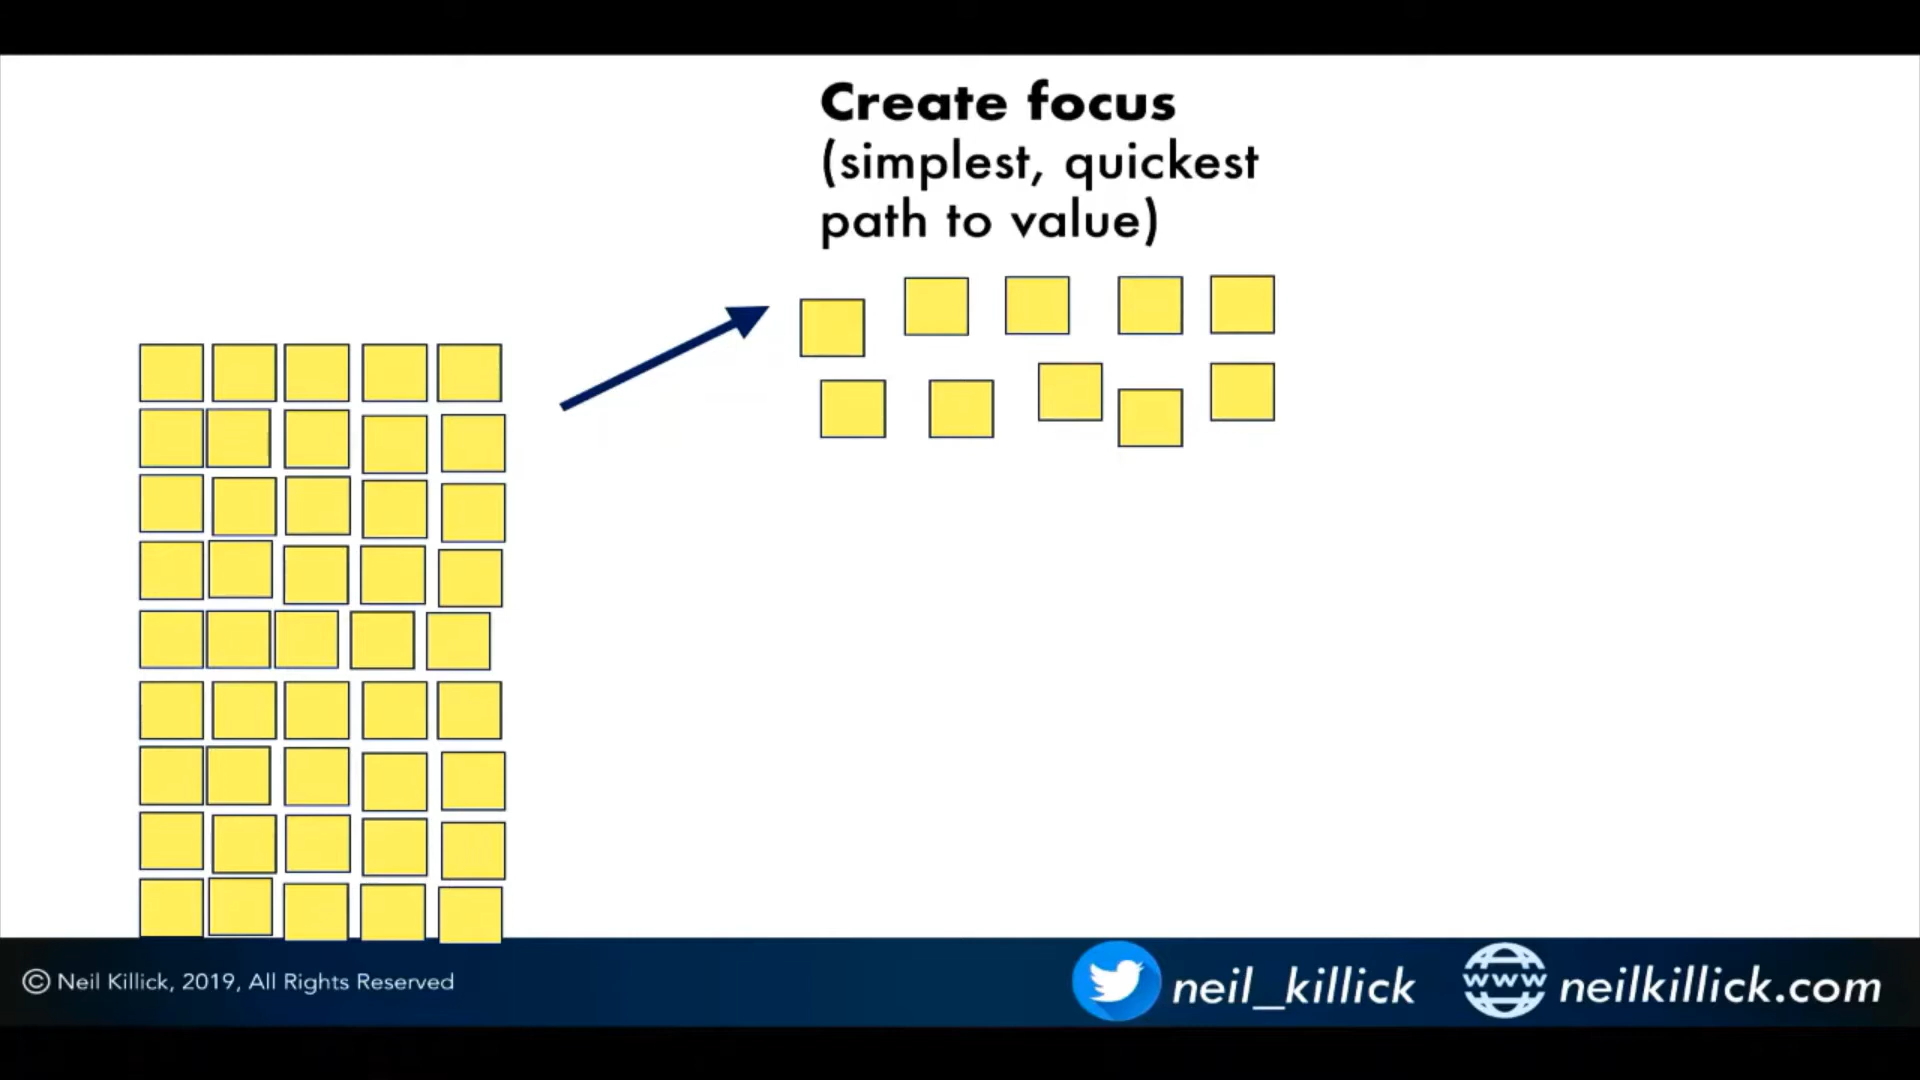 Create focus
(simplest, quickest
path to value)
© Neil Killick, 2019, All Rights Reserved
neil_killick
www
neilkillick.com